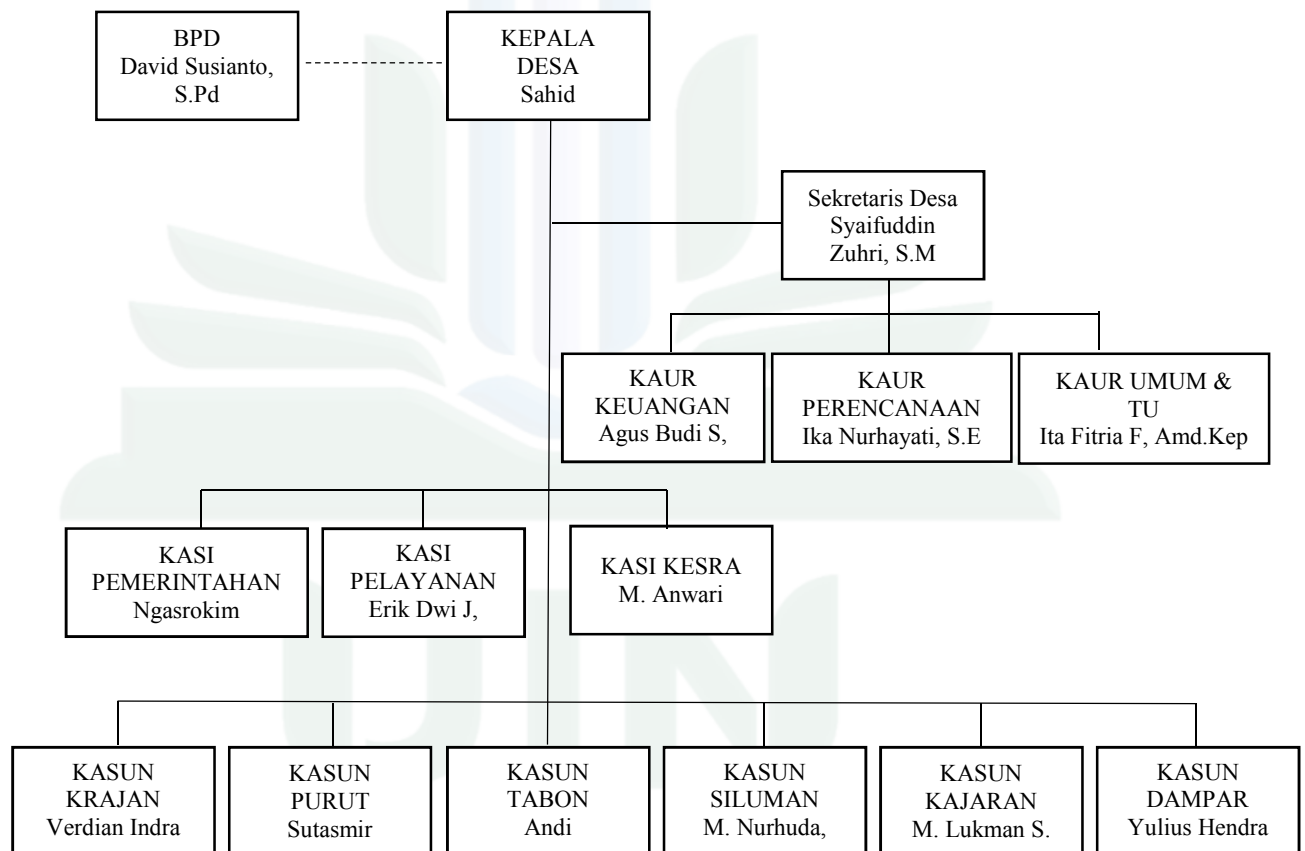 BPD
David Susianto,
S.Pd
KEPALA
DESA
Sahid
Sekretaris Desa
Syaifuddin
Zuhri, S.M
KAUR
KEUANGAN
Agus Budi S,
KAUR
PERENCANAAN
Ika Nurhayati, S.E
KAUR UMUM &
TU
Ita Fitria F, Amd.Kep
KASI
PEMERINTAHAN
Ngasrokim
KASI
PELAYANAN
Erik Dwi J,
KASI KESRA
M. Anwari
UIN
KASUN
KRAJAN
Verdian Indra
KASUN
PURUT
Sutasmir
KASUN
TABON
Andi
KASUN
SILUMAN
M. Nurhuda,
KASUN
KAJARAN
M. Lukman S.
KASUN
DAMPAR
Yulius Hendra